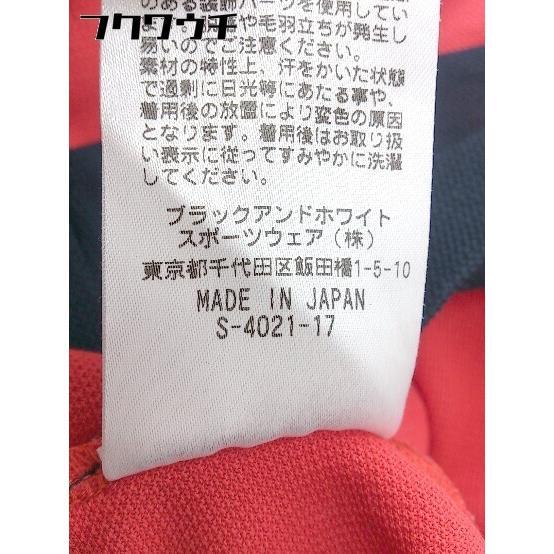 フクウウチ
のある装飾パーツを使用してい
や毛羽立ちが発生し
易いのでご注意ください。
素材の特性上、汗をかいた状態
で過剰に日光等にあたる事や、
着用後の放置により変色の原因
となります。着用後はお取り扱
い表示に従ってすみやかに洗濯
してください。
ブラックアンドホワイト
スポーツウェア(株)
東京都千代田区飯田橋1-5-10
MADE IN JAPAN
S-4021-17